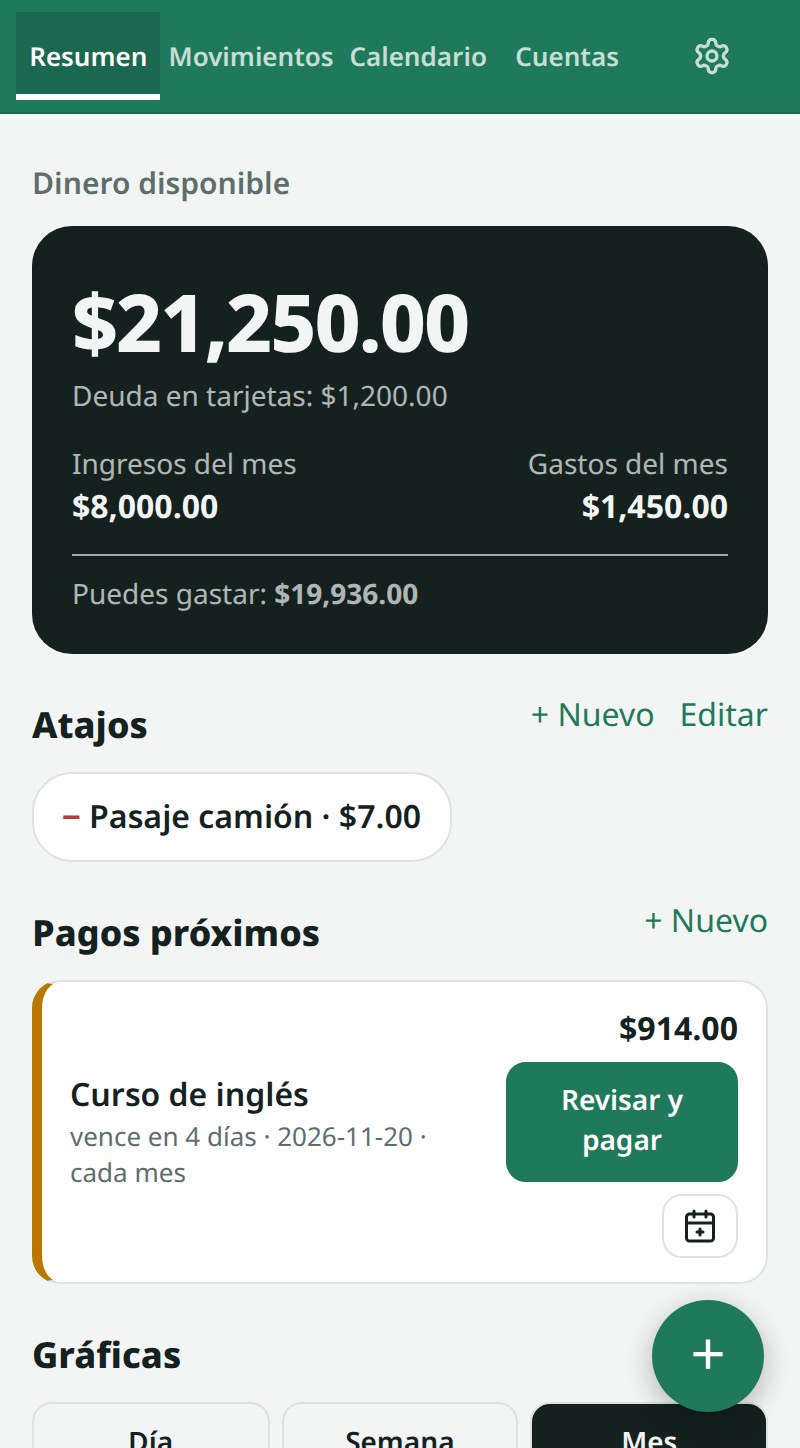 Resumen Movimientos Calendario Cuentas
Dinero disponible
$21,250.00
Deuda en tarjetas: $1,200.00
Ingresos del mes Gastos del mes
$8,000.00 $1,450.00
Puedes gastar: $19,936.00
Atajos + Nuevo Editar
− Pasaje camión · $7.00
Pagos próximos + Nuevo
$914.00
Curso de inglés
vence en 4 días · 2026-11-20 ·
cada mes
Revisar y
pagar
Gráficas
+
Día Semana Mes